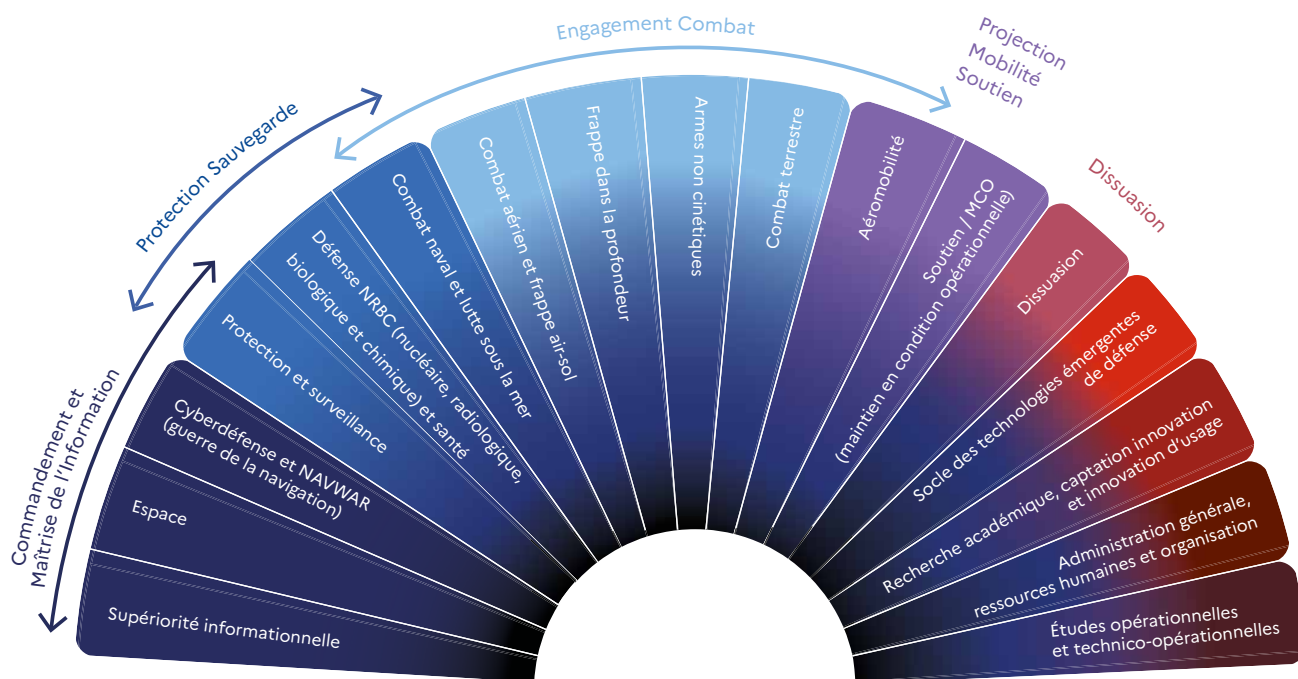 Commandement et
Maîtrise de l'Information
Protection Sauvegarde
Engagement Combat
Projection
Mobilité
Soutien
Dissuasion
Supériorité informationnelle
Espace
Cyberdéfense et NAVWAR
(guerre de la navigation)
Protection et surveillance
Défense NRBC (nucléaire, radiologique,
biologique et chimique) et santé
Combat naval et lutte sous la mer
Combat aérien et frappe air-sol
Frappe dans la profondeur
Armes non cinétiques
Combat terrestre
Aéromobilité
Soutien / MCO
(maintien en condition opérationnelle)
Dissuasion
Socle des technologies émergentes
de défense
Recherche académique, captation innovation
et innovation d’usage
Administration générale,
ressources humaines et organisation
Études opérationnelles
et technico-opérationnelles